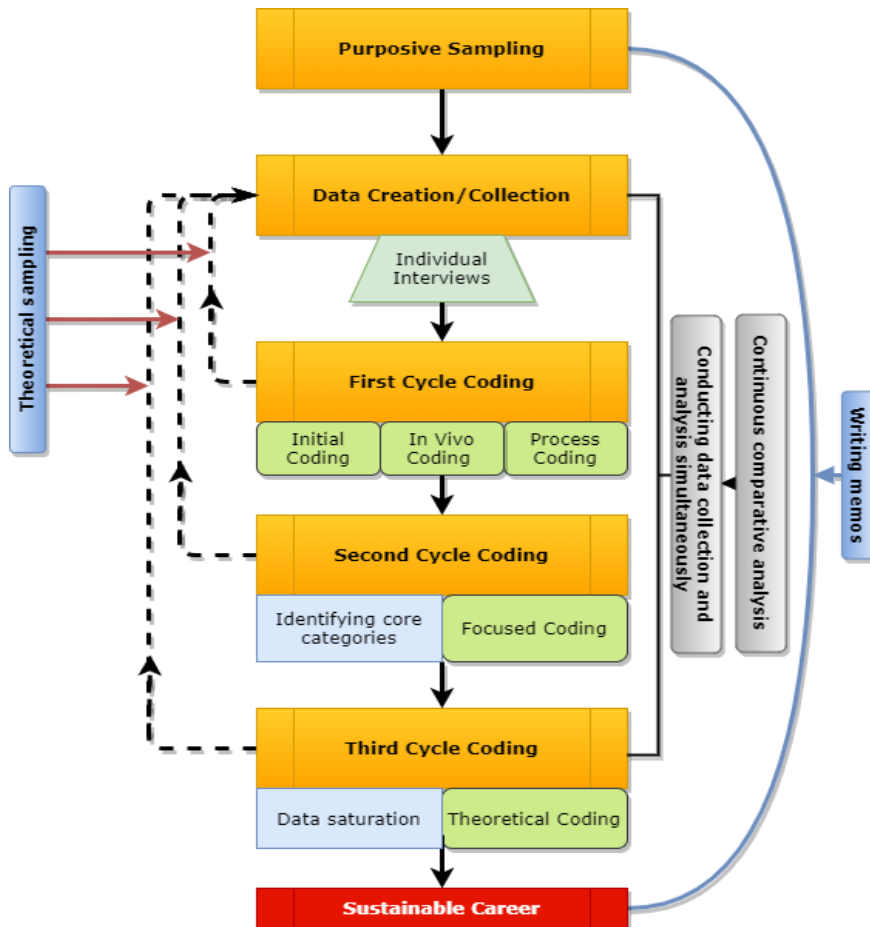 Purposive Sampling
Data Creation/Collection
Individual
Interviews
First Cycle Coding
Initial
Coding
In Vivo
Coding
Process
Coding
Second Cycle Coding
Identifying core
categories
Focused Coding
Third Cycle Coding
Data saturation
Theoretical Coding
Sustainable Career
Theoretical sampling
Conducting data collection and
analysis simultaneously
Continuous comparative analysis
Writing memos